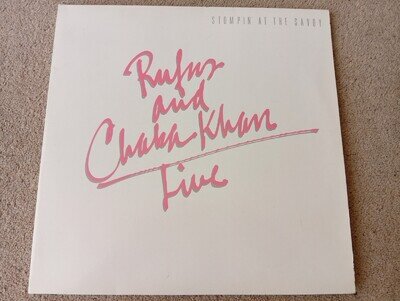 STOMPIN AT THE SAVOY
Rufus
and
Chaka Khan
Live